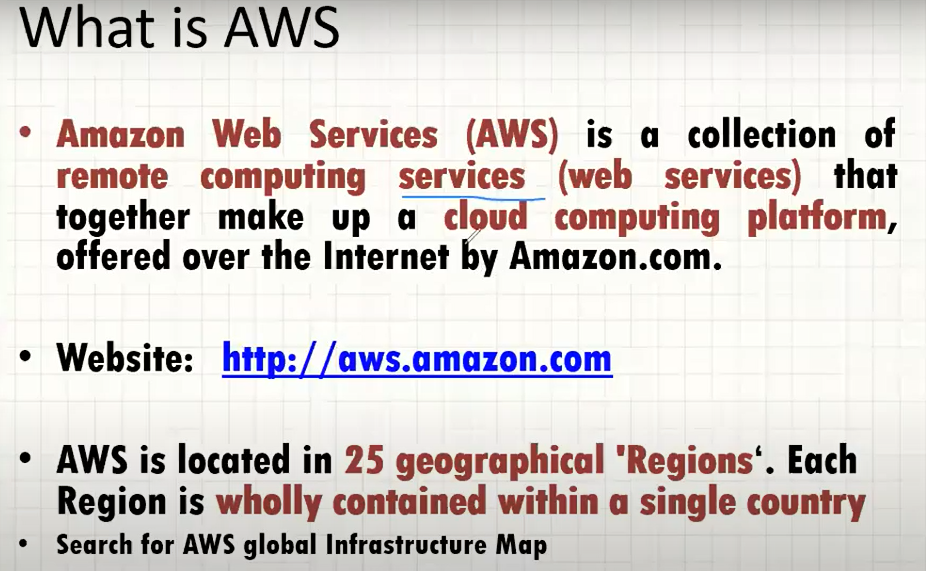 What is AWS
• Amazon Web Services (AWS) is a collection of
remote computing services (web services) that
together make up a cloud computing platform,
offered over the Internet by Amazon.com.
• Website: http://aws.amazon.com
• AWS is located in 25 geographical 'Regions‘. Each
Region is wholly contained within a single country
• Search for AWS global Infrastructure Map